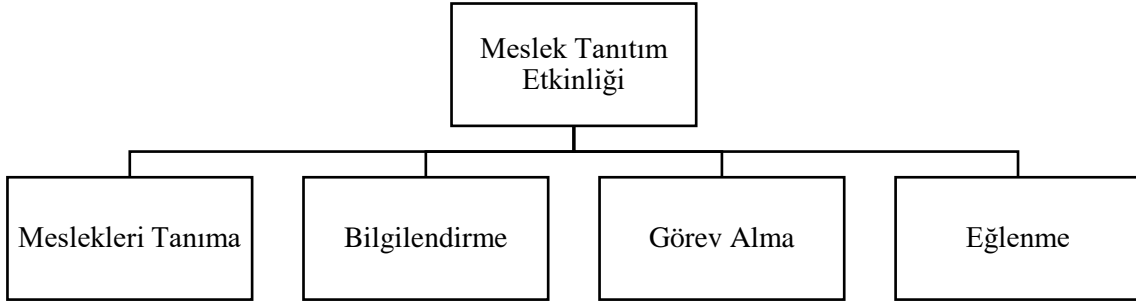 Meslek Tanıtım
Etkinliği
Meslekleri Tanıma
Bilgilendirme
Görev Alma
Eğlenme